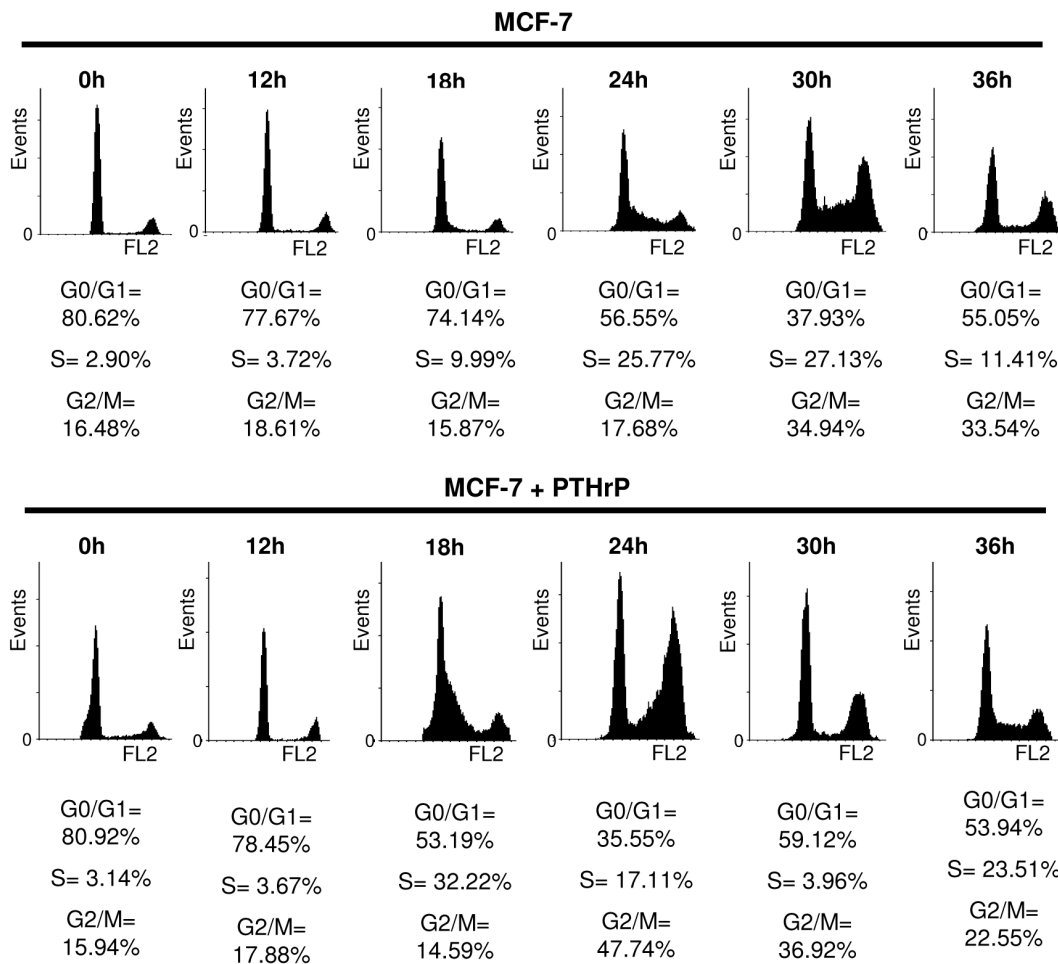 MCF-7
0h 12h 18h 24h 30h 36h
Events Events Events Events Events Events
0 0 0 0 0 0
FL2 FL2 FL2 FL2 FL2 FL2
G0/G1= G0/G1= G0/G1= G0/G1= G0/G1= G0/G1=
80.62% 77.67% 74.14% 56.55% 37.93% 55.05%
S= 2.90% S= 3.72% S= 9.99% S= 25.77% S= 27.13% S= 11.41%
G2/M= G2/M= G2/M= G2/M= G2/M= G2/M=
16.48% 18.61% 15.87% 17.68% 34.94% 33.54%
MCF-7 + PTHrP
0h 12h 18h 24h 30h 36h
Events Events Events Events Events Events
0 0 0 0 0 0
FL2 FL2 FL2 FL2 FL2 FL2
G0/G1= G0/G1= G0/G1= G0/G1= G0/G1= G0/G1=
80.92% 78.45% 53.19% 35.55% 59.12% 53.94%
S= 3.14% S= 3.67% S= 32.22% S= 17.11% S= 3.96% S= 23.51%
G2/M= G2/M= G2/M= G2/M= G2/M= G2/M=
15.94% 17.88% 14.59% 47.74% 36.92% 22.55%